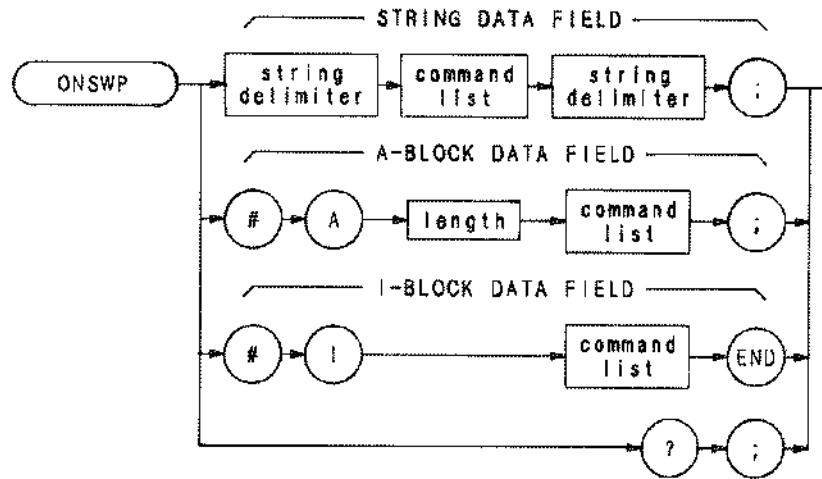 STRING DATA FIELD
ONSWP
string delimiter
command list
string delimiter
;
A-BLOCK DATA FIELD
#
A
length
command list
;
I-BLOCK DATA FIELD
#
I
command list
END
?
;